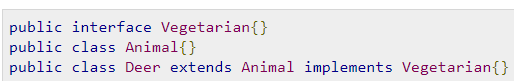 public interface Vegetarian{}
public class Animal{}
public class Deer extends Animal implements Vegetarian{}